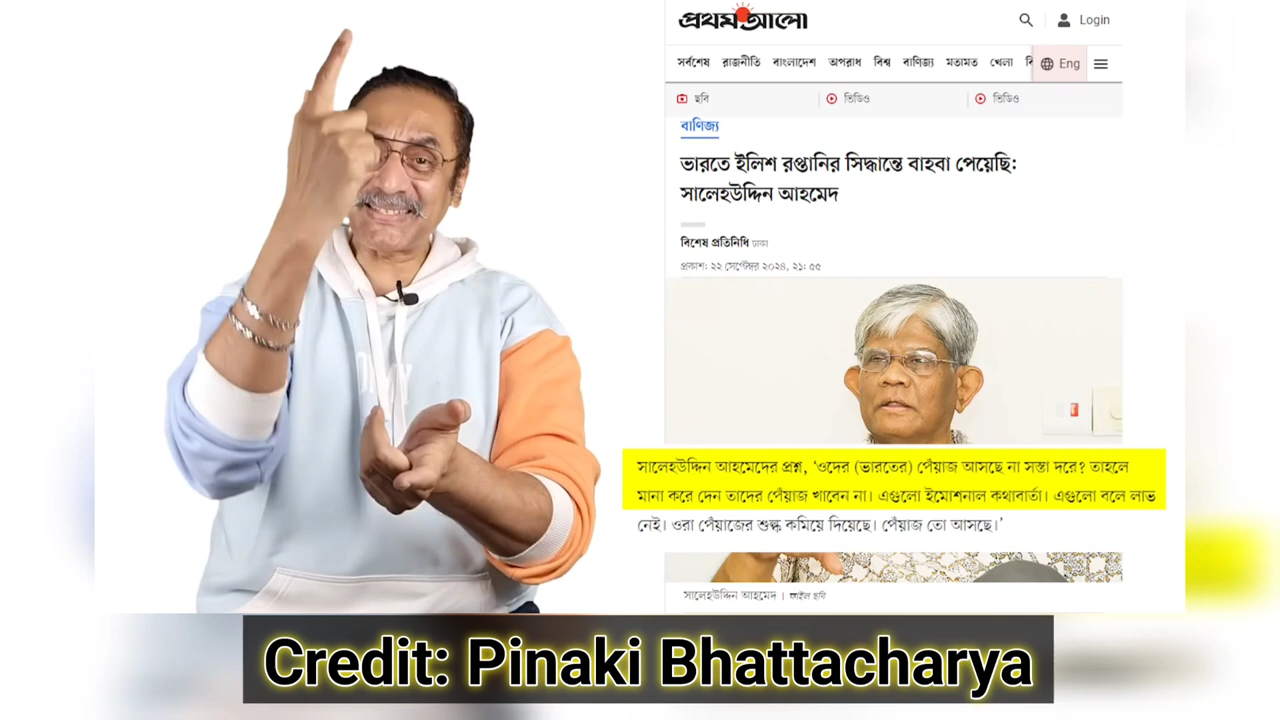 প্রথম আলো
Login
সর্বশেষ রাজনীতি বাংলাদেশ অপরাধ বিশ্ব বাণিজ্য মতামত খেলা
Eng
ছবি ভিডিও ভিডিও
বাণিজ্য
ভারতে ইলিশ রপ্তানির সিদ্ধান্তে বাহবা পেয়েছি:
সালেহউদ্দিন আহমেদ
বিশেষ প্রতিনিধি ঢাকা
প্রকাশ: ২২ সেপ্টেম্বর ২০২৪, ২১: ৫৫
সালেহউদ্দিন আহমেদের প্রশ্ন, ‘ওদের (ভারতের) পেঁয়াজ আসছে না সস্তা দরে? তাহলে
মানা করে দেন তাদের পেঁয়াজ খাবেন না। এগুলো ইমোশনাল কথাবার্তা। এগুলো বলে লাভ
নেই। ওরা পেঁয়াজের শুল্ক কমিয়ে দিয়েছে। পেঁয়াজ তো আসছে।’
সালেহউদ্দিন আহমেদ | ফাইল ছবি
Credit: Pinaki Bhattacharya